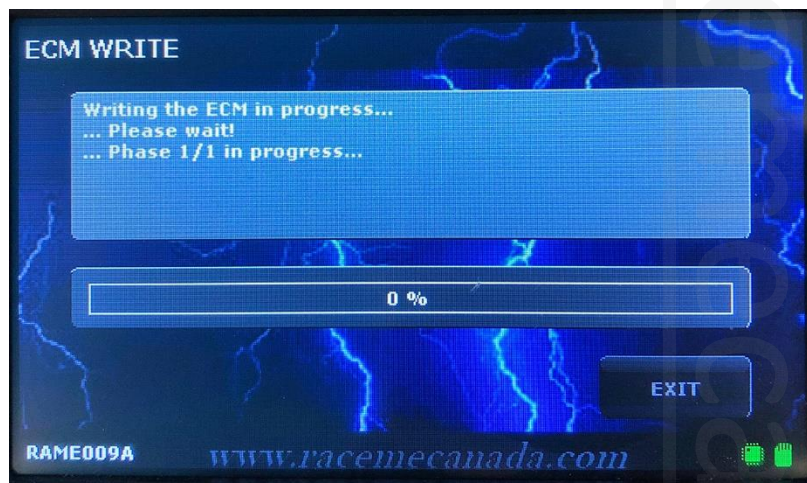 ECM WRITE
Writing the ECM in progress...
... Please wait!
... Phase 1/1 in progress...
0 %
EXIT
RAME009A
www.racemecanada.com